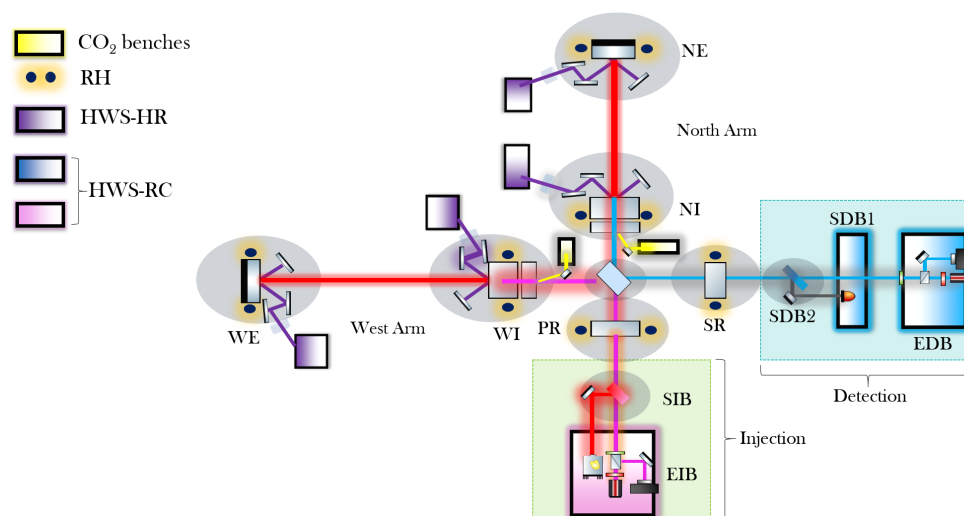 CO₂ benches
RH
HWS-HR
HWS-RC
NE
North Arm
NI
SDB1
WE
West Arm
WI
PR
SR
SDB2
EDB
Detection
SIB
Injection
EIB